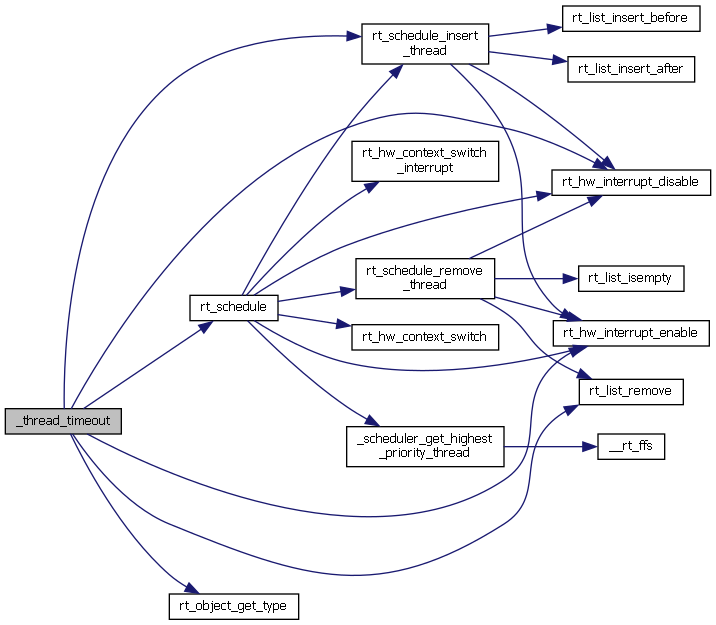 rt_list_insert_before
rt_schedule_insert
_thread
rt_list_insert_after
rt_hw_context_switch
_interrupt
rt_hw_interrupt_disable
rt_schedule_remove
_thread
rt_list_isempty
rt_schedule
rt_hw_context_switch
rt_hw_interrupt_enable
rt_list_remove
_thread_timeout
_scheduler_get_highest
_priority_thread
__rt_ffs
rt_object_get_type